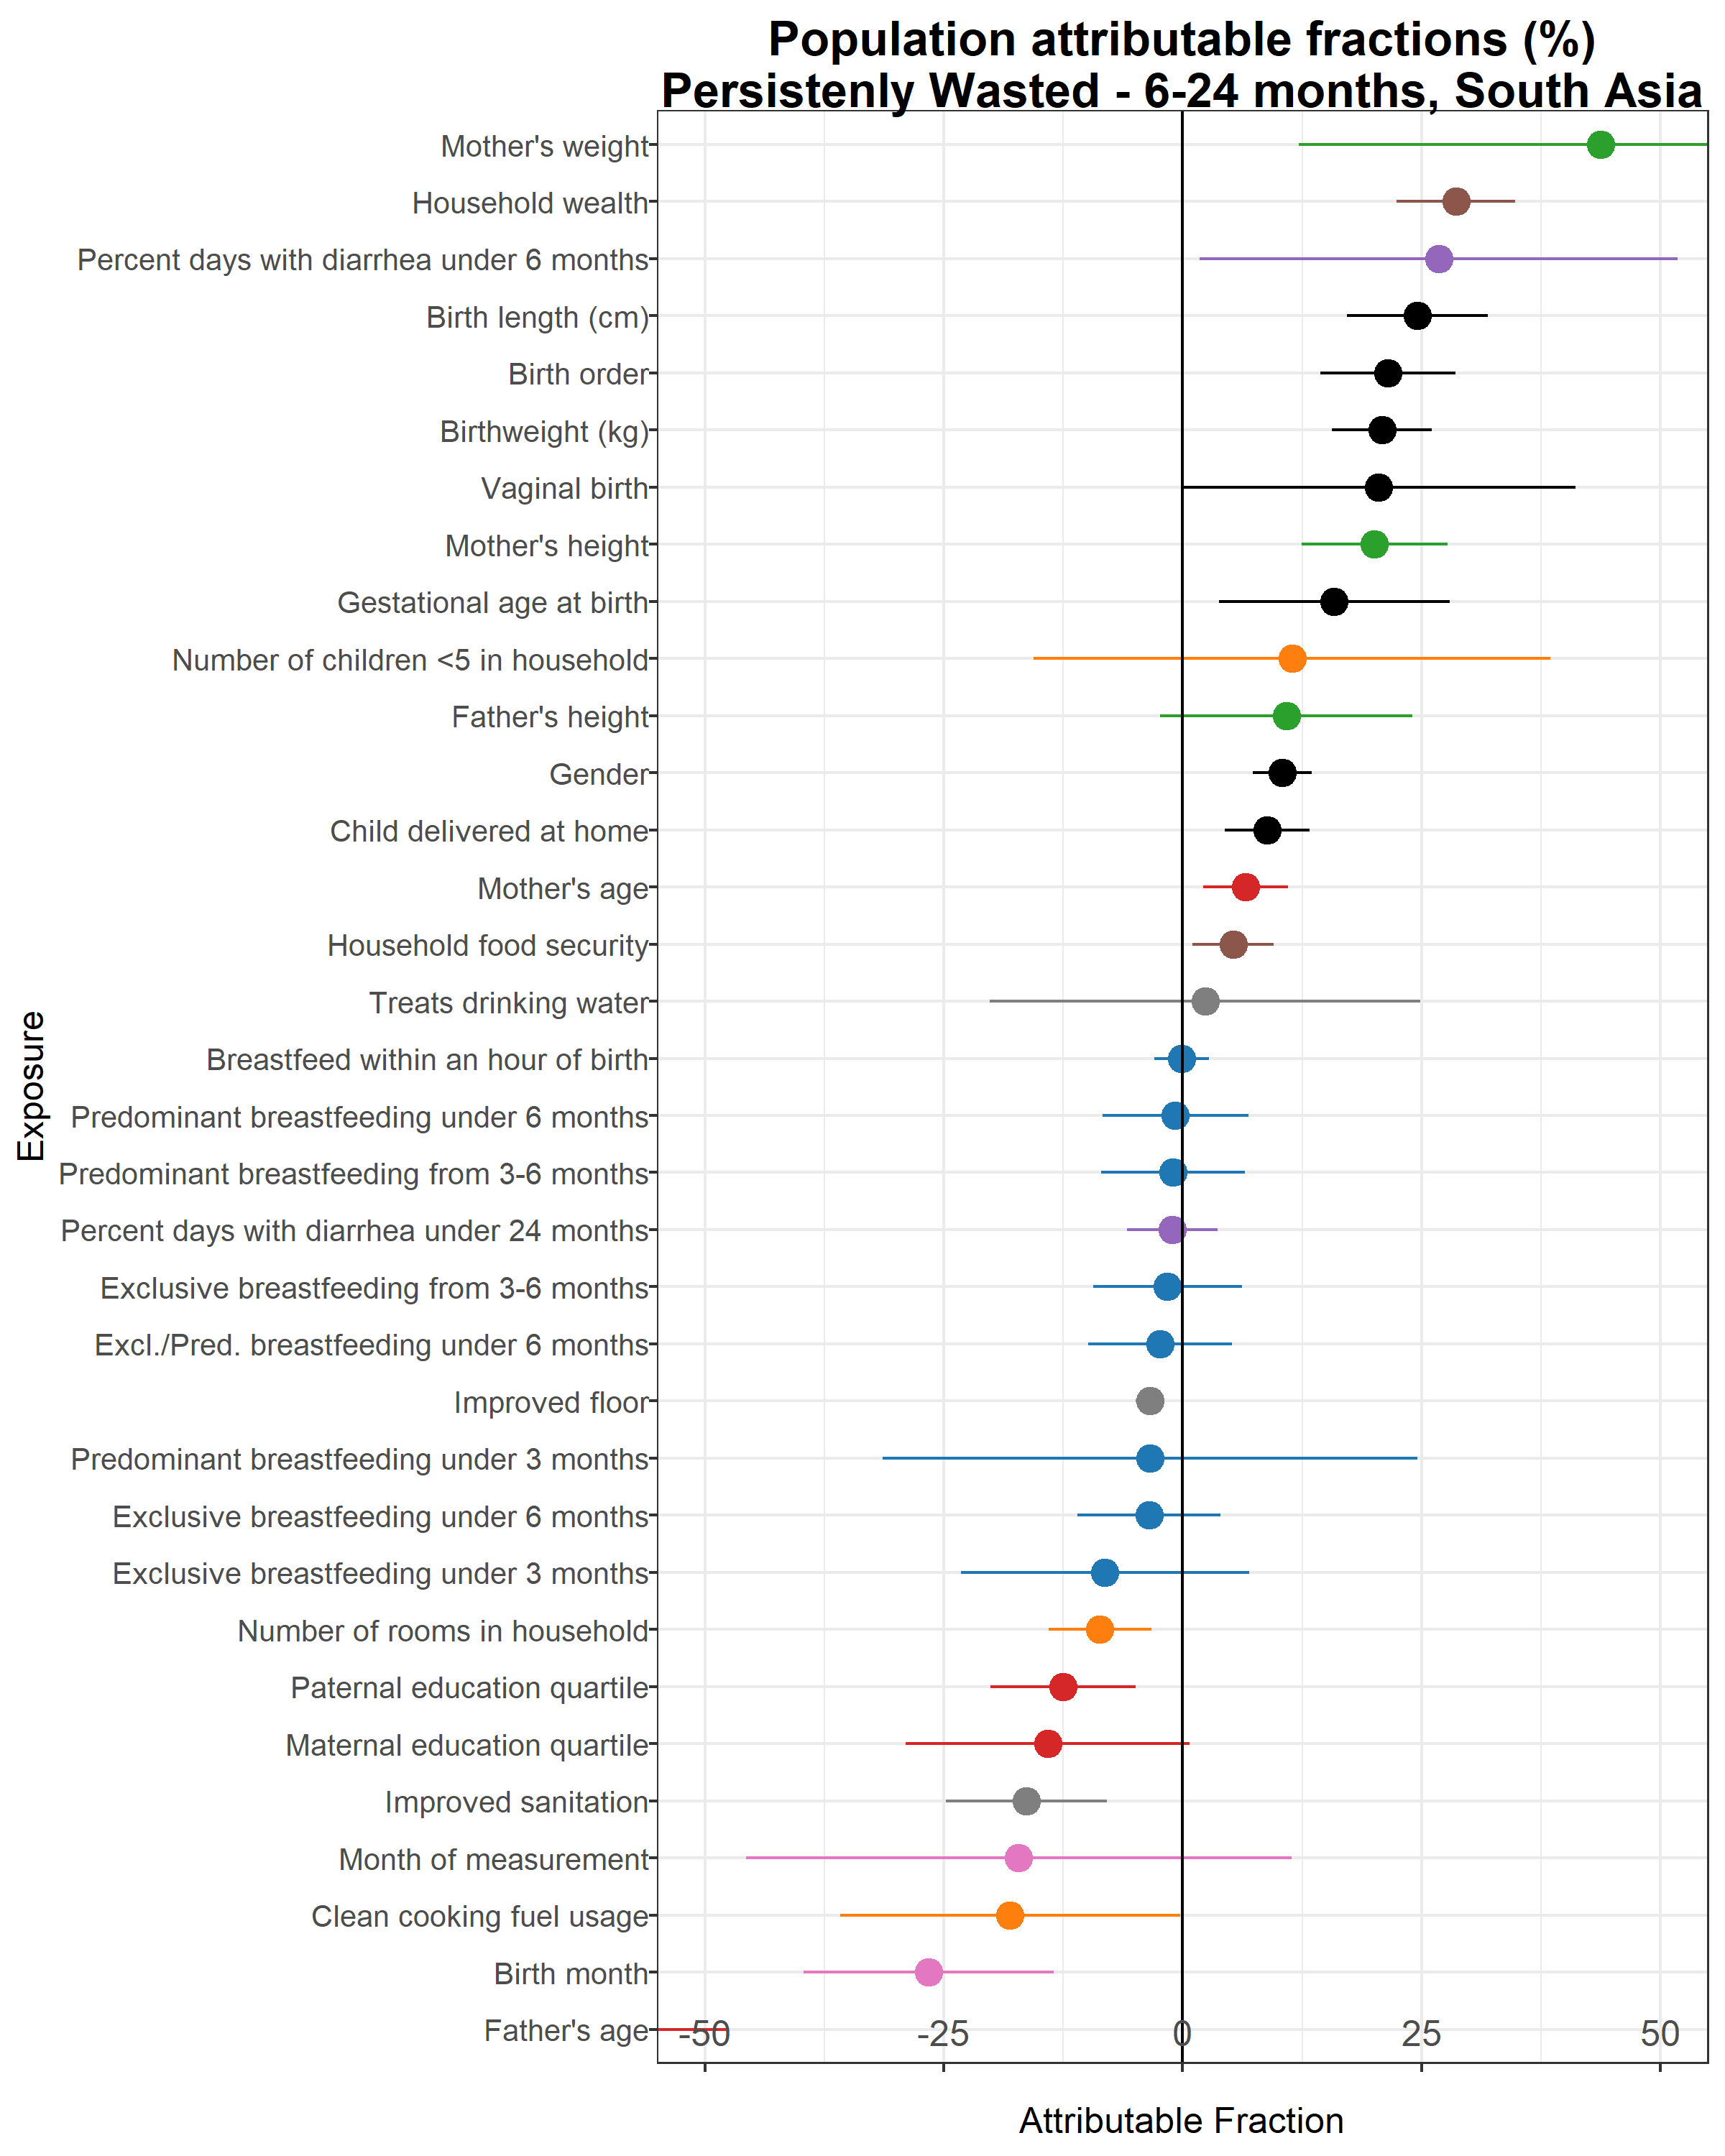 Population attributable fractions (%)
Persistenly Wasted - 6-24 months, South Asia
Mother's weight
Household wealth
Percent days with diarrhea under 6 months
Birth length (cm)
Birth order
Birthweight (kg)
Vaginal birth
Mother's height
Gestational age at birth
Number of children <5 in household
Father's height
Gender
Child delivered at home
Mother's age
Household food security
Treats drinking water
Breastfeed within an hour of birth
Predominant breastfeeding under 6 months
Predominant breastfeeding from 3-6 months
Percent days with diarrhea under 24 months
Exclusive breastfeeding from 3-6 months
Excl./Pred. breastfeeding under 6 months
Improved floor
Predominant breastfeeding under 3 months
Exclusive breastfeeding under 6 months
Exclusive breastfeeding under 3 months
Number of rooms in household
Paternal education quartile
Maternal education quartile
Improved sanitation
Month of measurement
Clean cooking fuel usage
Birth month
Father's age
Exposure
-50 -25 0 25 50
Attributable Fraction